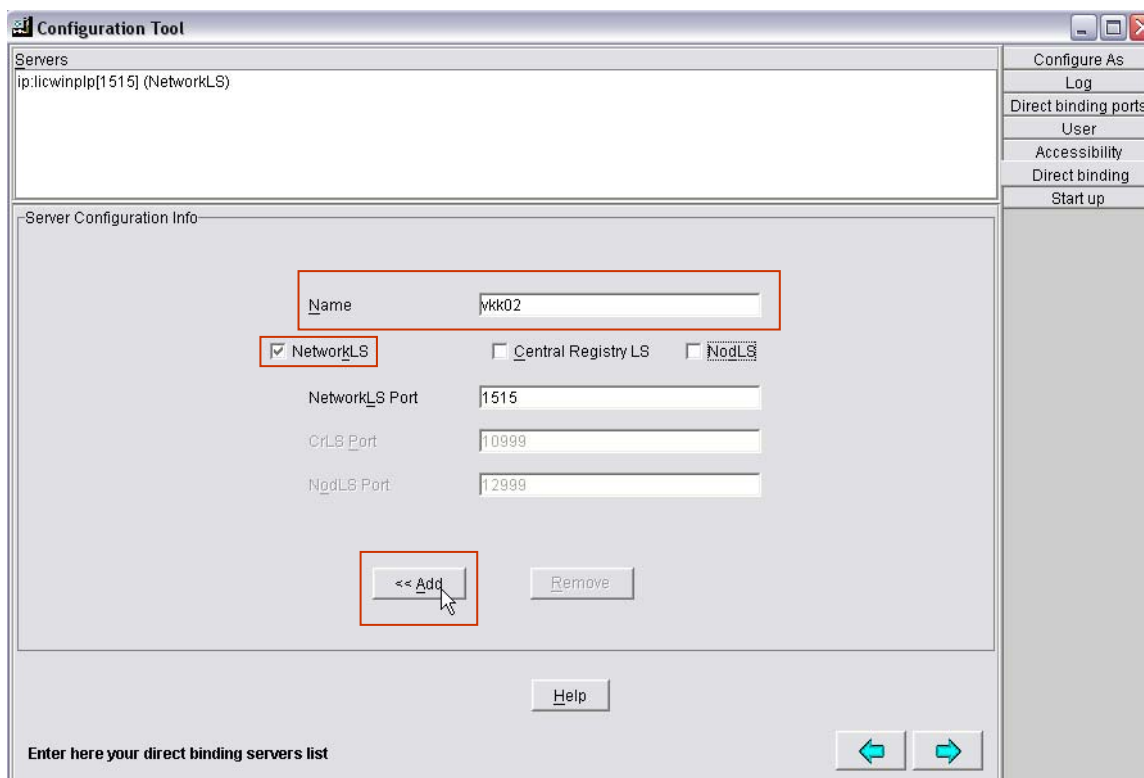 Configuration Tool
Servers
ip:licwinplp[1515] (NetworkLS)
Configure As
Log
Direct binding ports
User
Accessibility
Direct binding
Start up
Server Configuration Info
Name vkk02
NetworkLS Central Registry LS NodLS
NetworkLS Port 1515
CrLS Port 10999
NodLS Port 12999
<< Add Remove
Help
Enter here your direct binding servers list